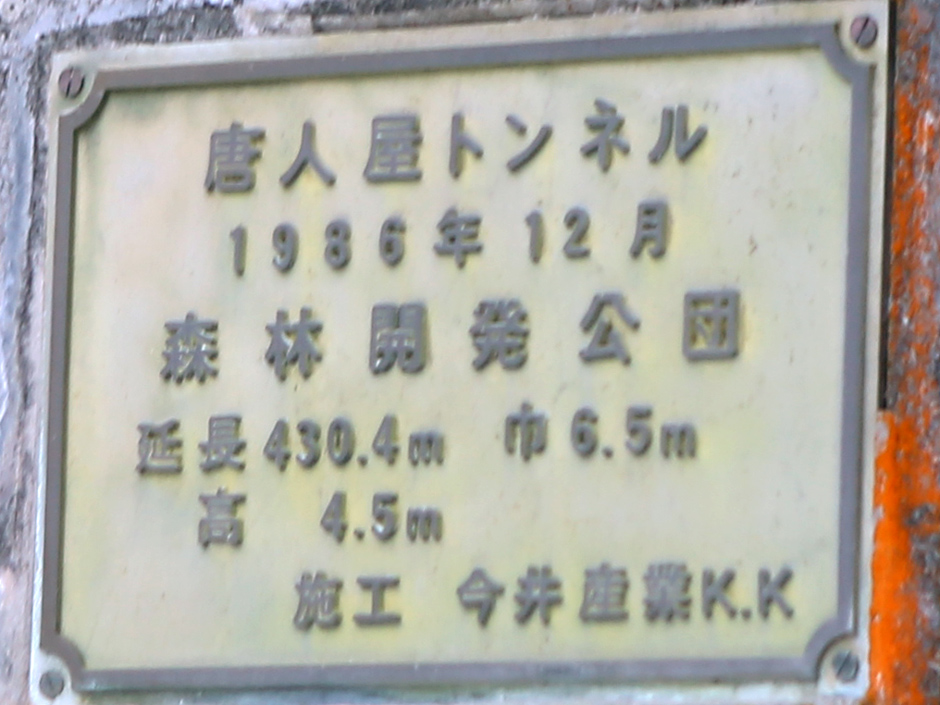 唐人屋トンネル
1986年 12月
森林開発公団
延長430.4m 巾6.5m
高 4.5m
施工 今井産業K.K